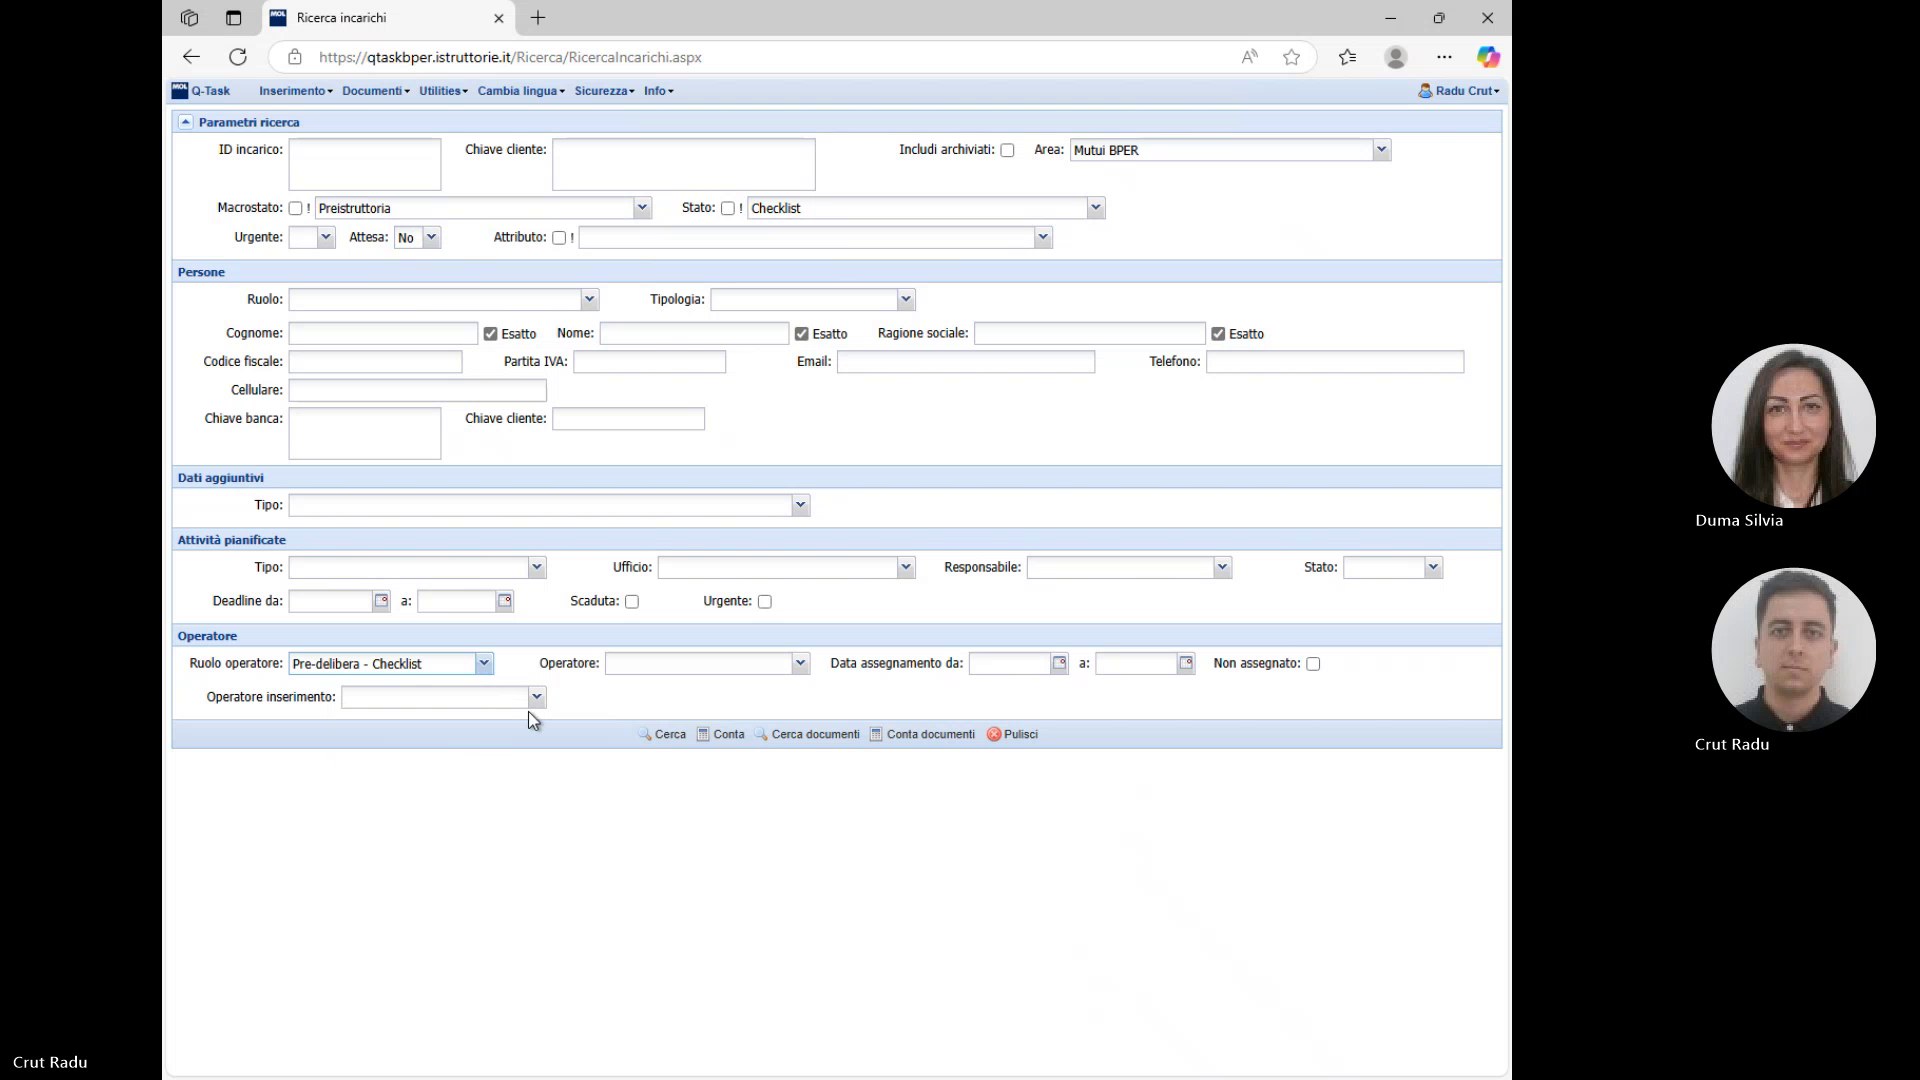 Ricerca incarichi
https://qtaskbper.istruttorie.it/Ricerca/RicercaIncarichi.aspx
MOL Q-Task Inserimento Documenti Utilities Cambia lingua Sicurezza Info Radu Crut
Parametri ricerca
ID incarico: Chiave cliente: Includi archiviati: Area: Mutui BPER
Macrostato: ! Preistruttoria Stato: ! Checklist
Urgente: Attesa: No Attributo: !
Persone
Ruolo: Tipologia:
Cognome: Esatto Nome: Esatto Ragione sociale: Esatto
Codice fiscale: Partita IVA: Email: Telefono:
Cellulare:
Chiave banca: Chiave cliente:
Dati aggiuntivi
Tipo:
Attività pianificate
Tipo: Ufficio: Responsabile: Stato:
Deadline da: a: Scaduta: Urgente:
Operatore
Ruolo operatore: Pre-delibera - Checklist Operatore: Data assegnamento da: a: Non assegnato:
Operatore inserimento:
Cerca Conta Cerca documenti Conta documenti Pulisci
Duma Silvia
Crut Radu
Crut Radu